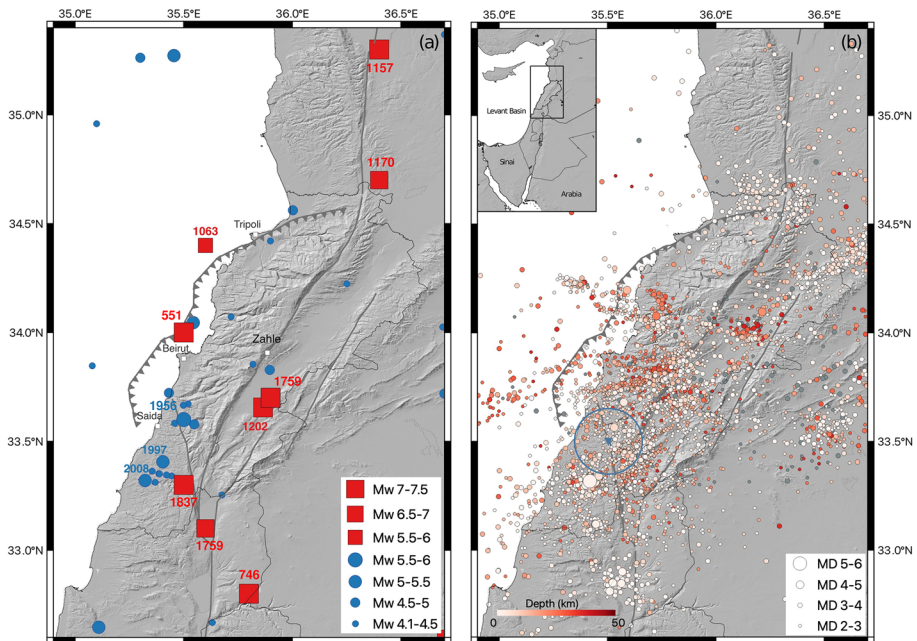 35.5°E 36.0°E 36.5°E
35.0°E 35.5°E 36.0°E 36.5°E
(a)
(b)
1157
35.0°N
35.0°N
Levant Basin
1170
Sinai
Arabia
34.5°N
34.5°N
1063
Tripoli
551
34.0°N
34.0°N
Beirut
Zahle
1759
1956
Saida
1202
33.5°N
33.5°N
1997
2008
1837
1759
33.0°N
33.0°N
746
Mw 7-7.5
Mw 6.5-7
Mw 5.5-6
Mw 5.5-6
Mw 5-5.5
Mw 4.5-5
Mw 4.1-4.5
MD 5-6
MD 4-5
MD 3-4
MD 2-3
Depth (km)
0 50